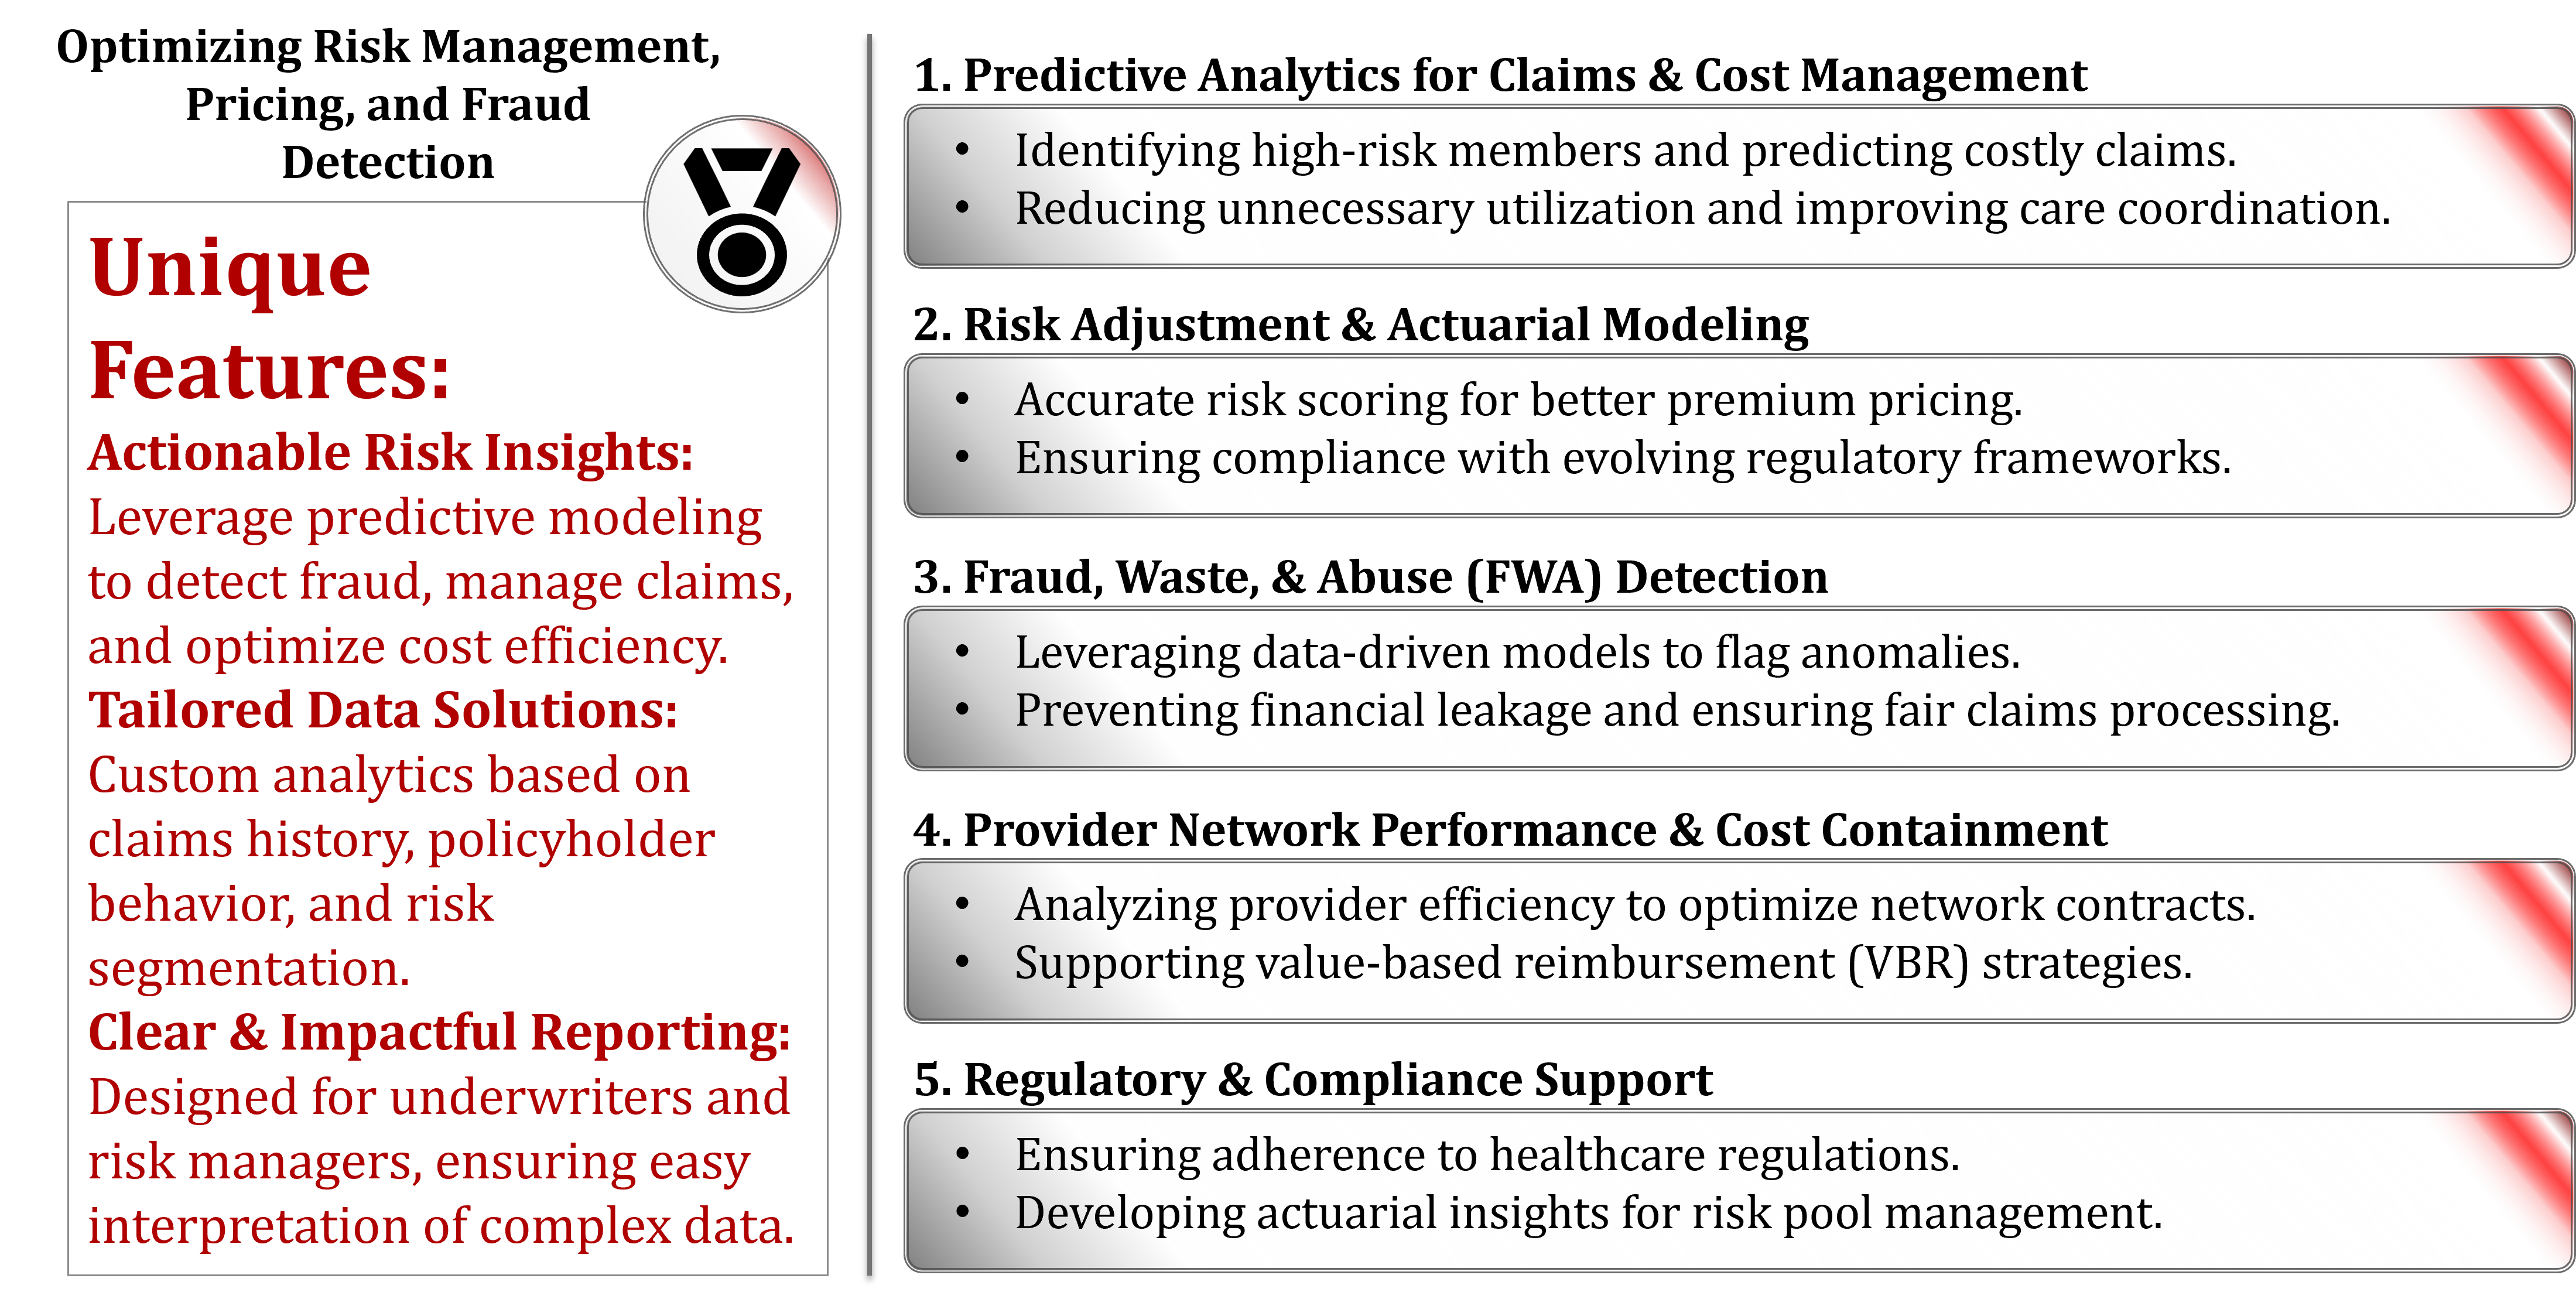 Optimizing Risk Management,
Pricing, and Fraud
Detection
Unique
Features:
Actionable Risk Insights:
Leverage predictive modeling
to detect fraud, manage claims,
and optimize cost efficiency.
Tailored Data Solutions:
Custom analytics based on
claims history, policyholder
behavior, and risk
segmentation.
Clear & Impactful Reporting:
Designed for underwriters and
risk managers, ensuring easy
interpretation of complex data.
1. Predictive Analytics for Claims & Cost Management
• Identifying high-risk members and predicting costly claims.
• Reducing unnecessary utilization and improving care coordination.
2. Risk Adjustment & Actuarial Modeling
• Accurate risk scoring for better premium pricing.
• Ensuring compliance with evolving regulatory frameworks.
3. Fraud, Waste, & Abuse (FWA) Detection
• Leveraging data-driven models to flag anomalies.
• Preventing financial leakage and ensuring fair claims processing.
4. Provider Network Performance & Cost Containment
• Analyzing provider efficiency to optimize network contracts.
• Supporting value-based reimbursement (VBR) strategies.
5. Regulatory & Compliance Support
• Ensuring adherence to healthcare regulations.
• Developing actuarial insights for risk pool management.